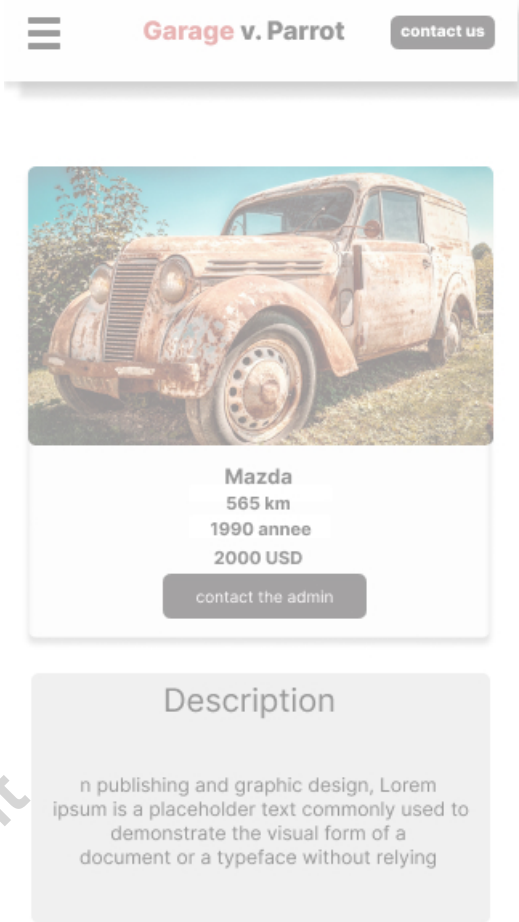 Garage v. Parrot
contact us
Mazda
565 km
1990 annee
2000 USD
contact the admin
Description
n publishing and graphic design, Lorem
ipsum is a placeholder text commonly used to
demonstrate the visual form of a
document or a typeface without relying